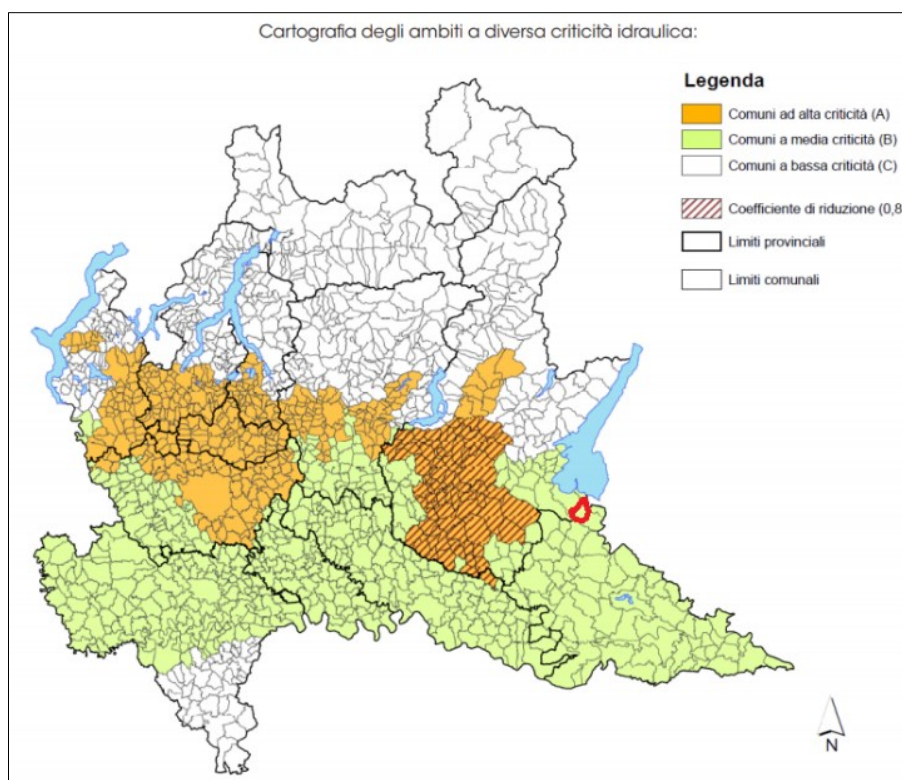 Cartografia degli ambiti a diversa criticità idraulica:
Legenda
Comuni ad alta criticità (A)
Comuni a media criticità (B)
Comuni a bassa criticità (C)
Coefficiente di riduzione (0,8
Limiti provinciali
Limiti comunali
N